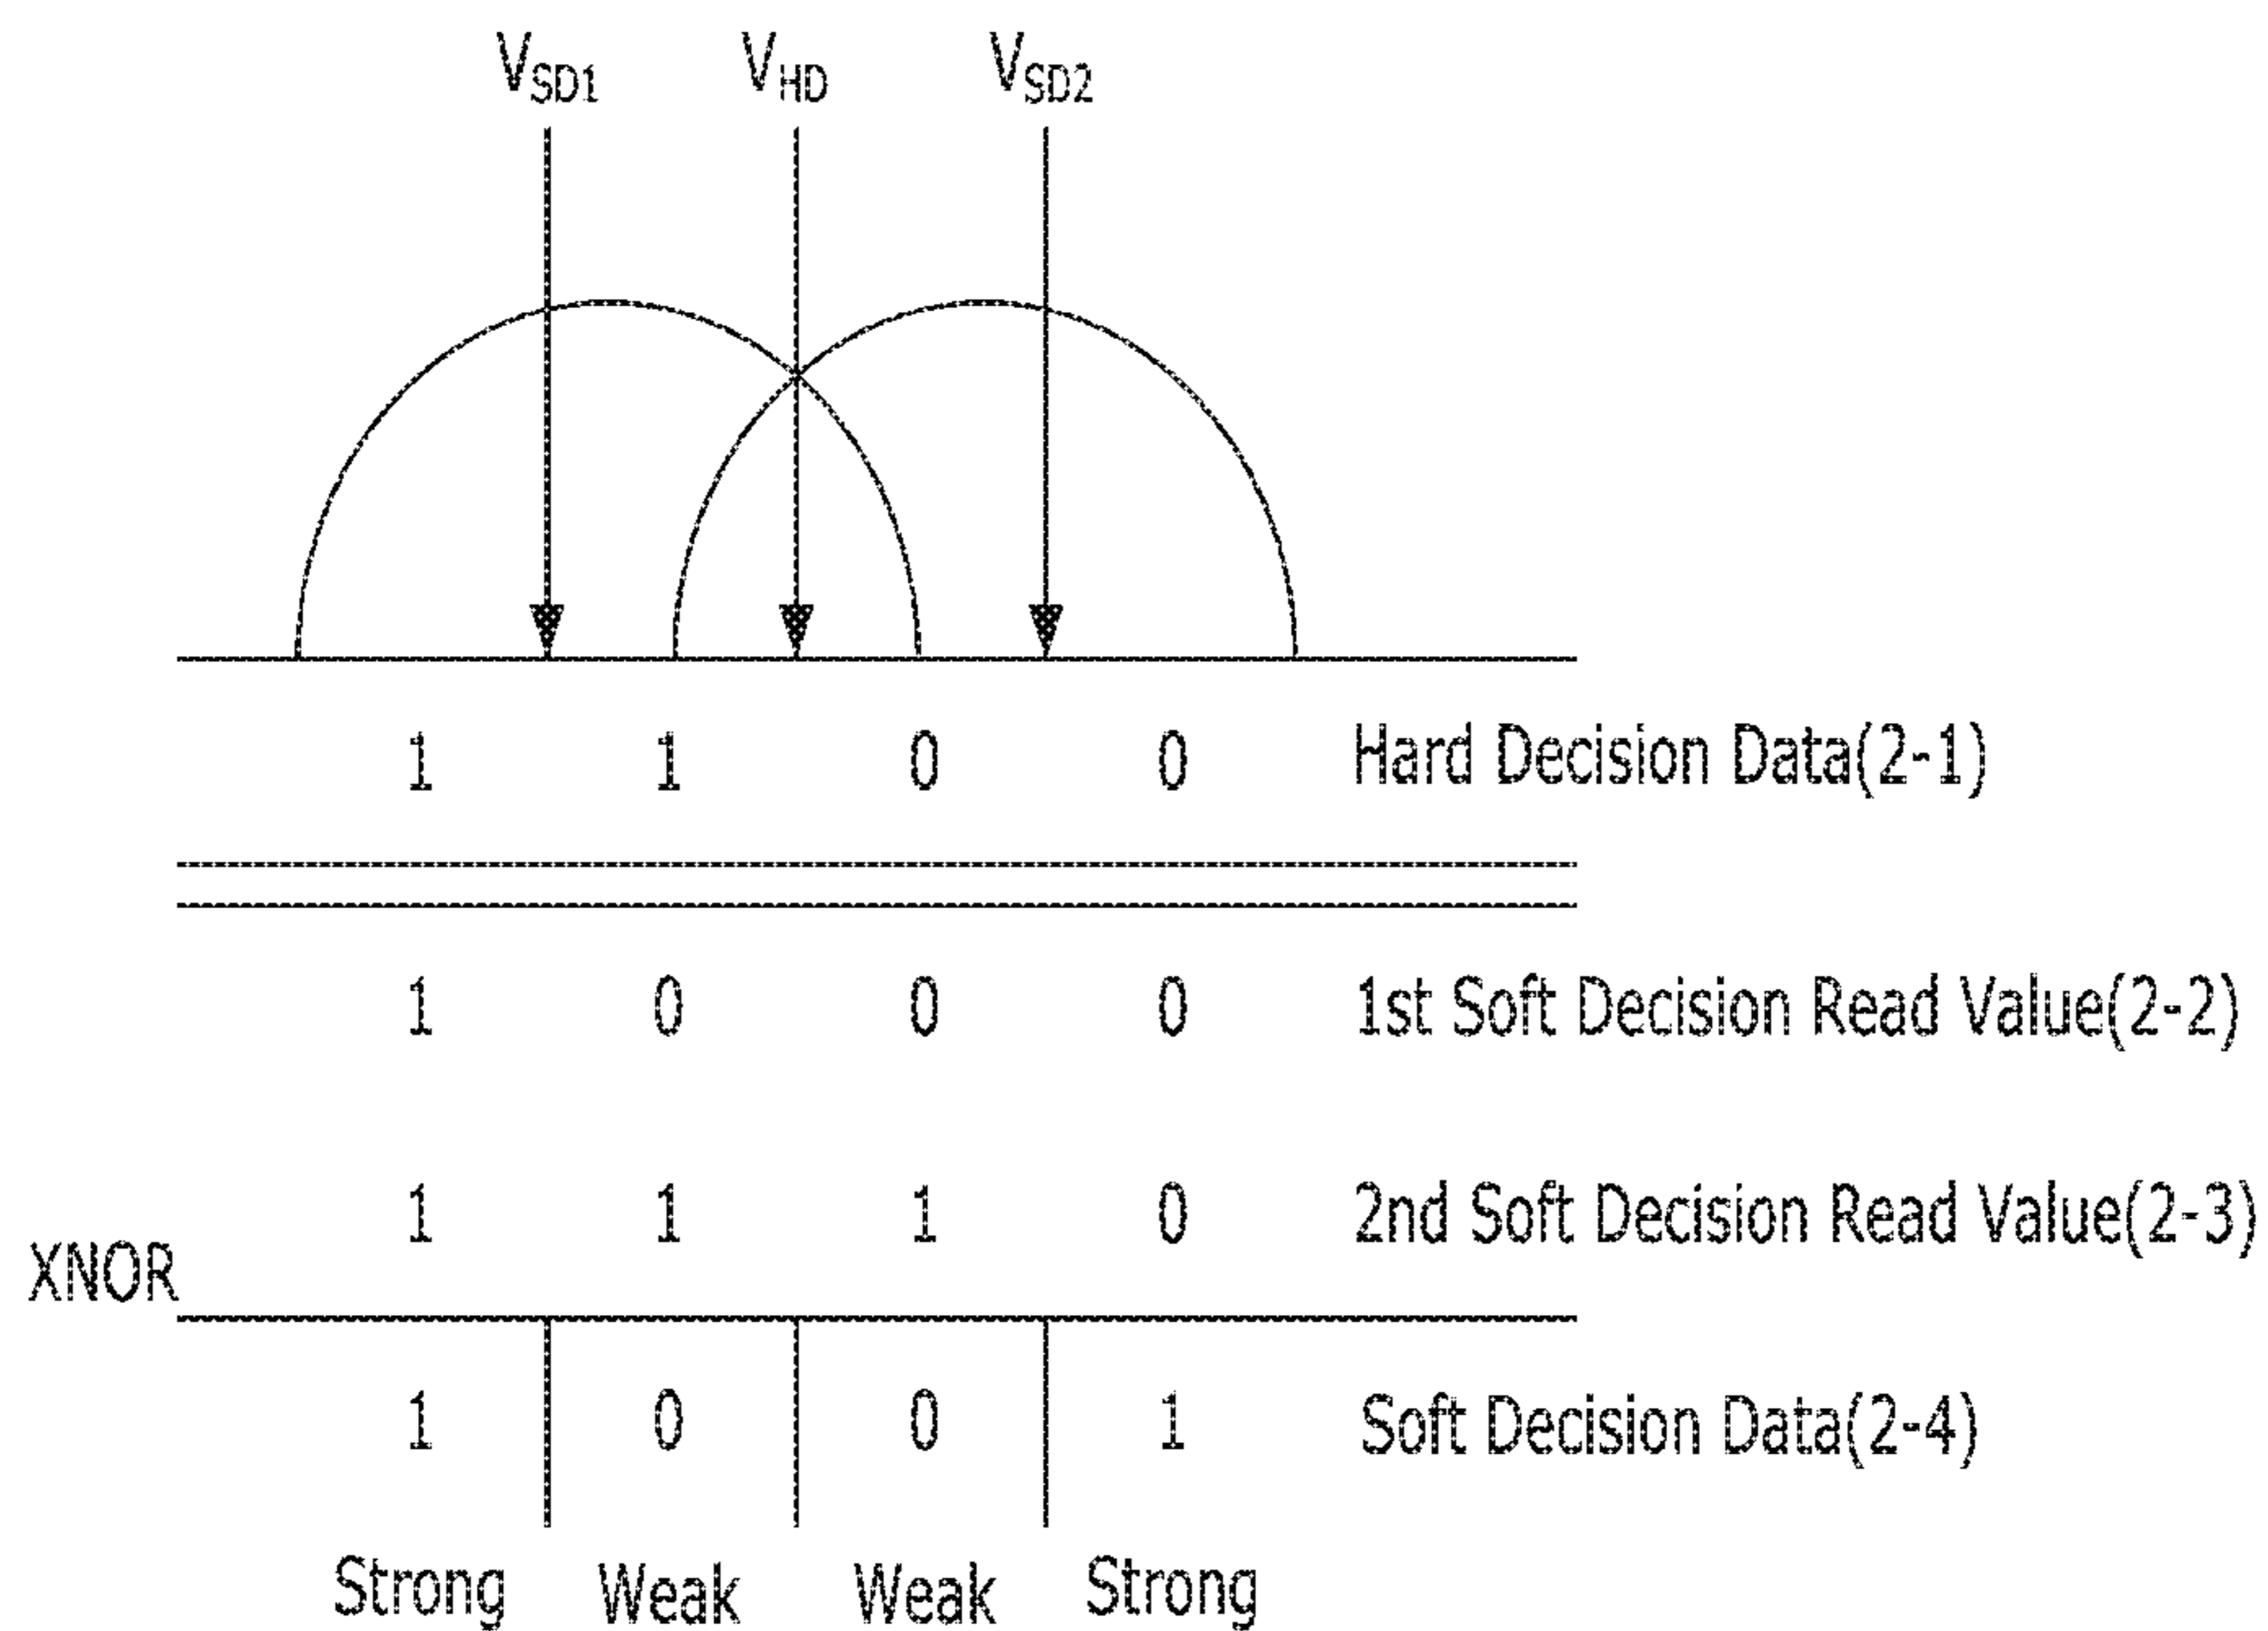 VSD1 VHD VSD2
1 1 0 0 Hard Decision Data(2-1)
1 0 0 0 1st Soft Decision Read Value(2-2)
1 1 1 0 2nd Soft Decision Read Value(2-3)
XNOR
1 0 0 1 Soft Decision Data(2-4)
Strong Weak Weak Strong